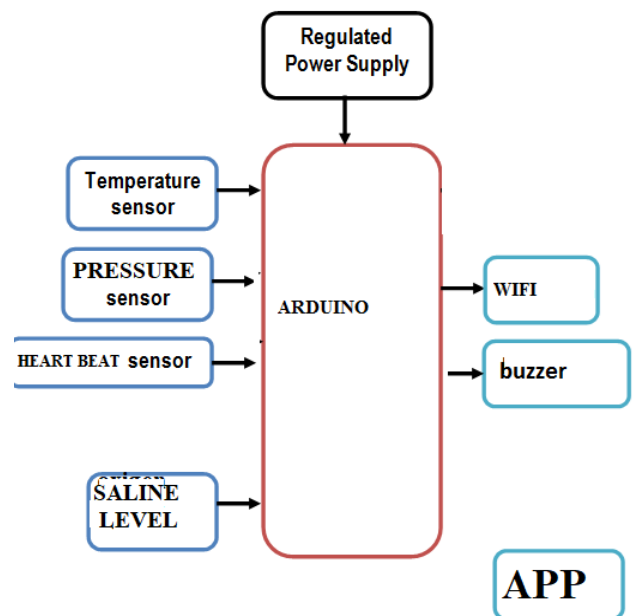 Regulated
Power Supply
Temperature
sensor
PRESSURE
sensor
ARDUINO
WIFI
HEART BEAT sensor
buzzer
SALINE
LEVEL
APP